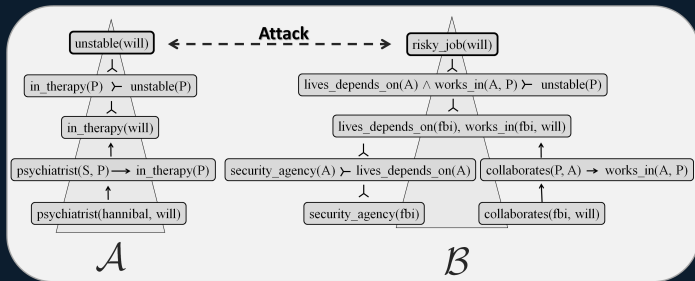 Attack
unstable(will)
in_therapy(P) ≻ unstable(P)
in_therapy(will)
psychiatrist(S, P) → in_therapy(P)
psychiatrist(hannibal, will)
A
risky_job(will)
lives_depends_on(A) ∧ works_in(A, P) ≻ unstable(P)
lives_depends_on(fbi), works_in(fbi, will)
security_agency(A) ≻ lives_depends_on(A)
collaborates(P, A) → works_in(A, P)
security_agency(fbi)
collaborates(fbi, will)
B